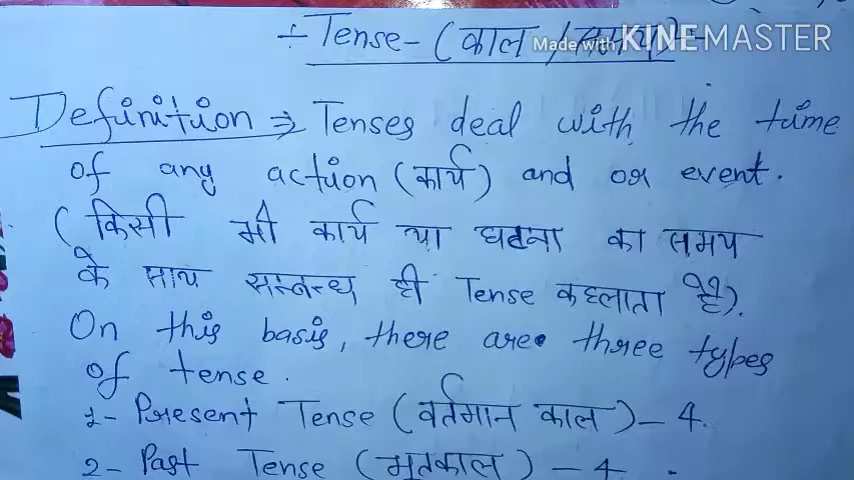 ÷ Tense - (काल / समय) -
Made with KINEMASTER
Definition ⇒ Tenses deal with the time
of any action (कार्य) and or event.
(किसी भी कार्य या घटना का समय
के साथ सम्बन्ध ही Tense कहलाता है).
On this basis, there are three types
of tense.
1- Present Tense (वर्तमान काल) - 4.
2- Past Tense (भूतकाल) - 4 .